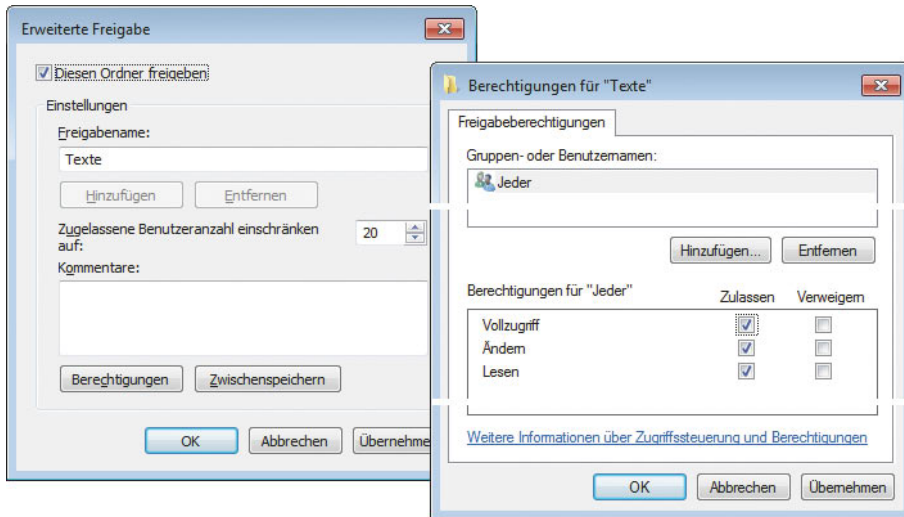 Erweiterte Freigabe
Diesen Ordner freigeben
Einstellungen
Freigabename:
Texte
Hinzufügen
Entfernen
Zugelassene Benutzeranzahl einschränken
auf:
20
Kommentare:
Berechtigungen
Zwischenspeichern
OK
Abbrechen
Übernehme
Berechtigungen für "Texte"
Freigabeberechtigungen
Gruppen- oder Benutzernamen:
Jeder
Hinzufügen...
Entfernen
Berechtigungen für "Jeder"
Zulassen
Verweigern
Vollzugriff
Ändern
Lesen
Weitere Informationen über Zugriffssteuerung und Berechtigungen
OK
Abbrechen
Übernehmen